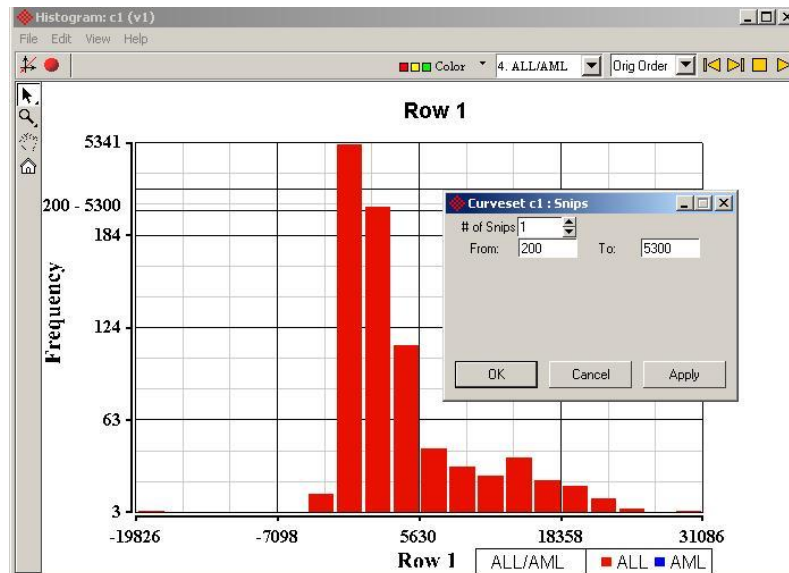 Histogram: c1 (v1)
File Edit View Help
Color 4. ALL/AML Orig Order
Row 1
5341
200 - 5300
184
124
63
3
Frequency
-19826 -7098 5630 18358 31086
Row 1
ALL/AML ALL AML
Curveset c1 : Snips
# of Snips 1
From: 200 To: 5300
OK Cancel Apply